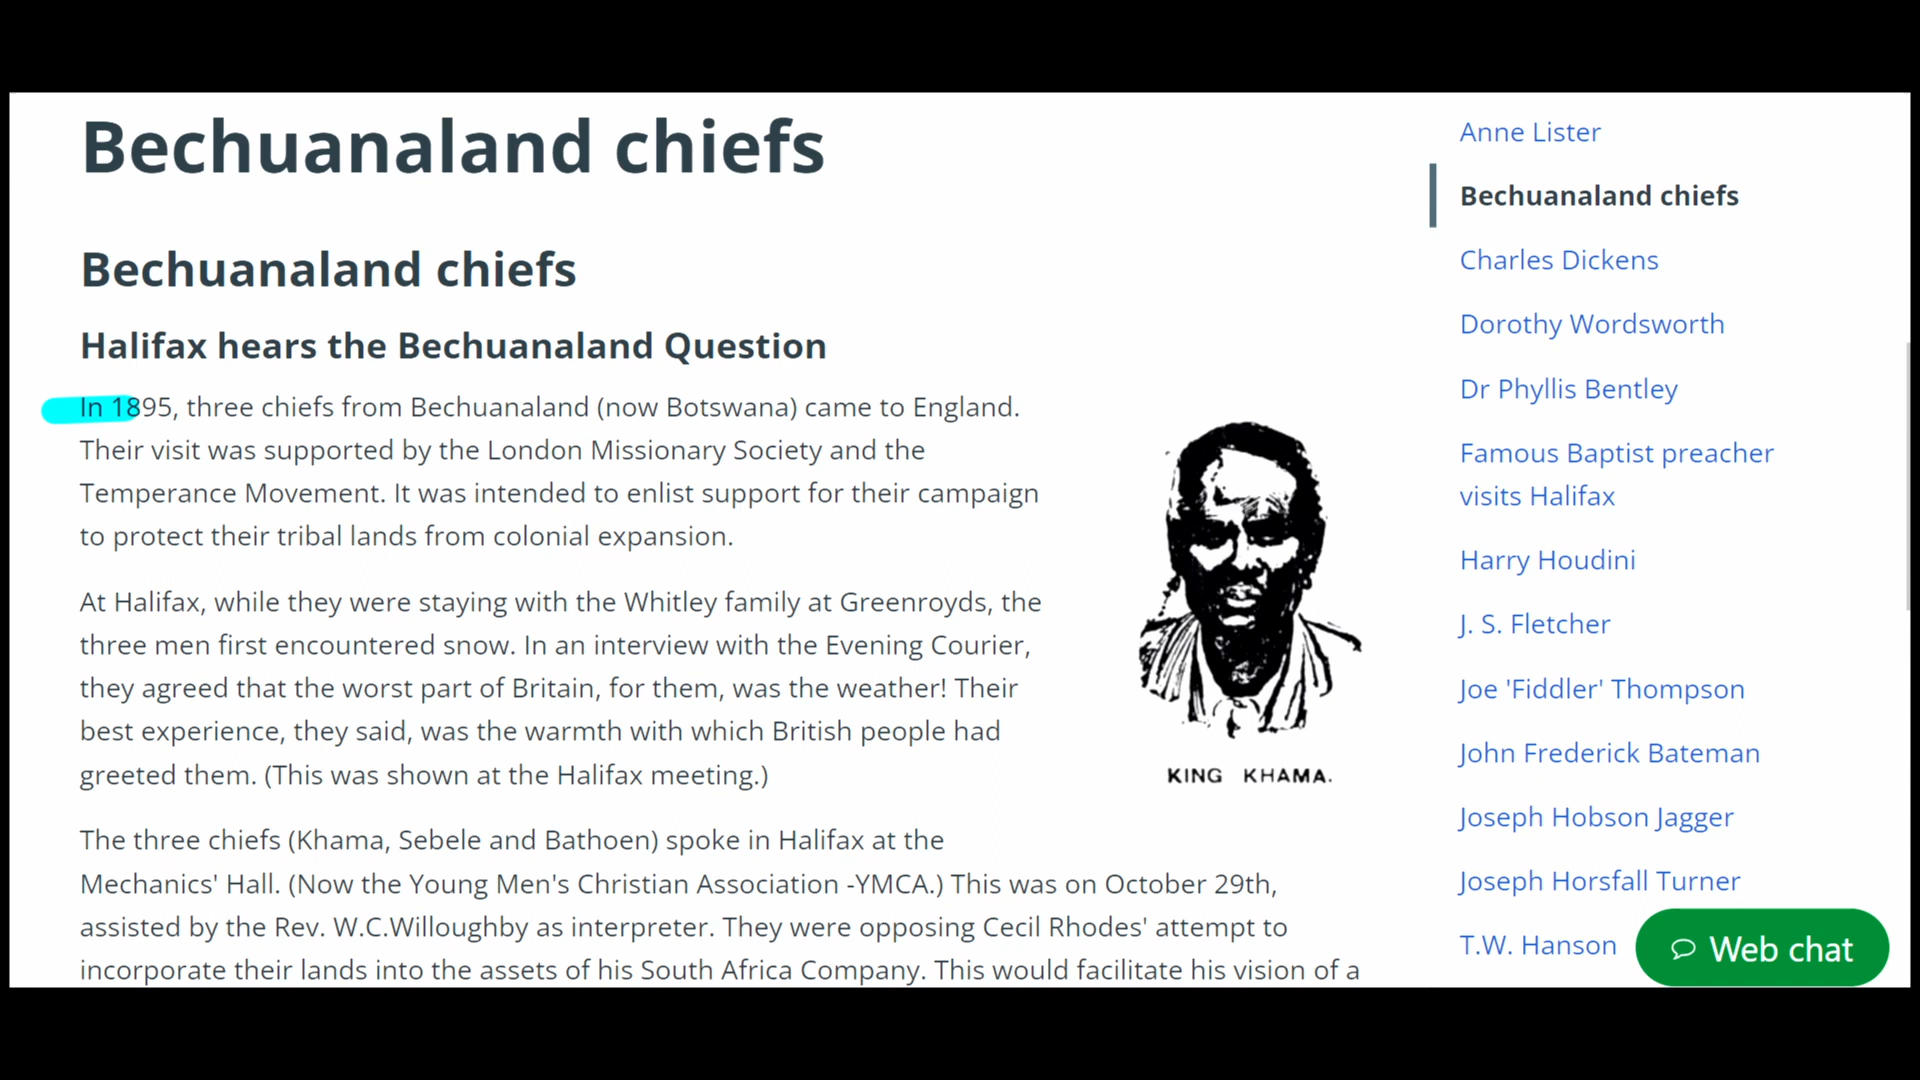 Bechuanaland chiefs
Bechuanaland chiefs
Halifax hears the Bechuanaland Question
In 1895, three chiefs from Bechuanaland (now Botswana) came to England.
Their visit was supported by the London Missionary Society and the
Temperance Movement. It was intended to enlist support for their campaign
to protect their tribal lands from colonial expansion.
At Halifax, while they were staying with the Whitley family at Greenroyds, the
three men first encountered snow. In an interview with the Evening Courier,
they agreed that the worst part of Britain, for them, was the weather! Their
best experience, they said, was the warmth with which British people had
greeted them. (This was shown at the Halifax meeting.)
KING KHAMA.
The three chiefs (Khama, Sebele and Bathoen) spoke in Halifax at the
Mechanics' Hall. (Now the Young Men's Christian Association -YMCA.) This was on October 29th,
assisted by the Rev. W.C.Willoughby as interpreter. They were opposing Cecil Rhodes' attempt to
incorporate their lands into the assets of his South Africa Company. This would facilitate his vision of a
Anne Lister
Bechuanaland chiefs
Charles Dickens
Dorothy Wordsworth
Dr Phyllis Bentley
Famous Baptist preacher
visits Halifax
Harry Houdini
J. S. Fletcher
Joe 'Fiddler' Thompson
John Frederick Bateman
Joseph Hobson Jagger
Joseph Horsfall Turner
T.W. Hanson
Web chat